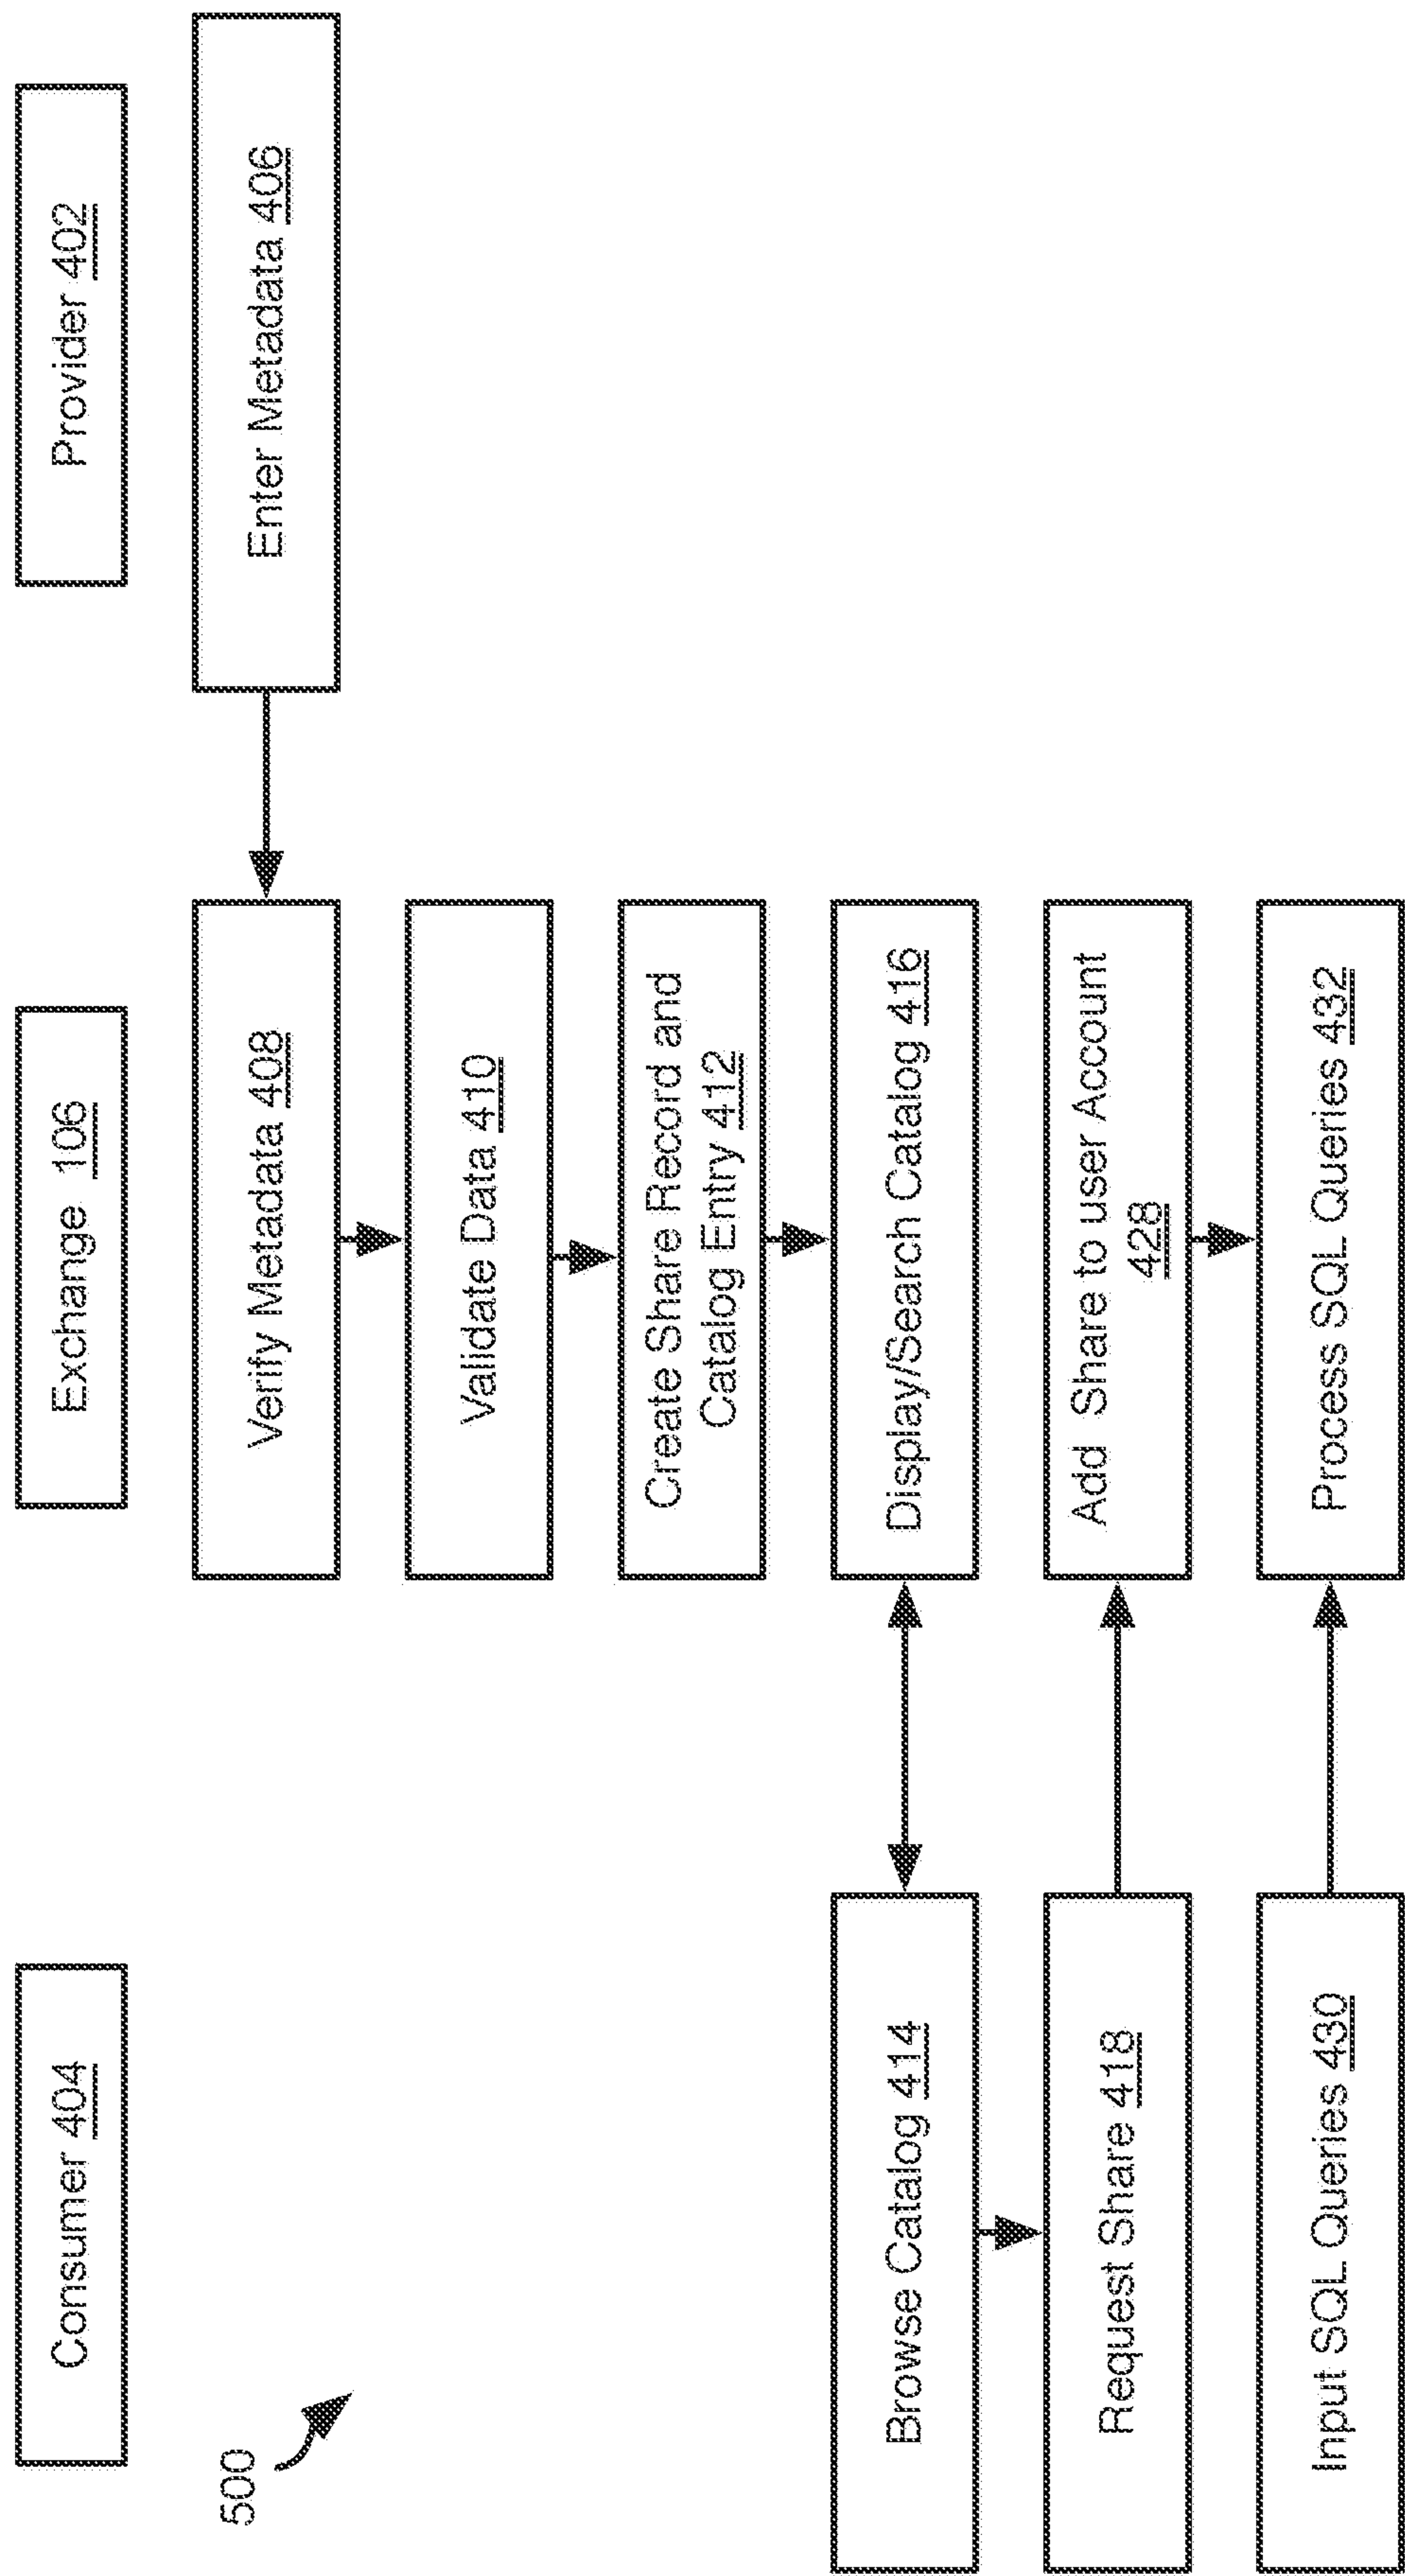 Consumer 404
Exchange 106
Provider 402
500
Verify Metadata 408
Enter Metadata 406
Validate Data 410
Create Share Record and
Catalog Entry 412
Browse Catalog 414
Display/Search Catalog 416
Request Share 418
Add Share to user Account
428
Input SQL Queries 430
Process SQL Queries 432